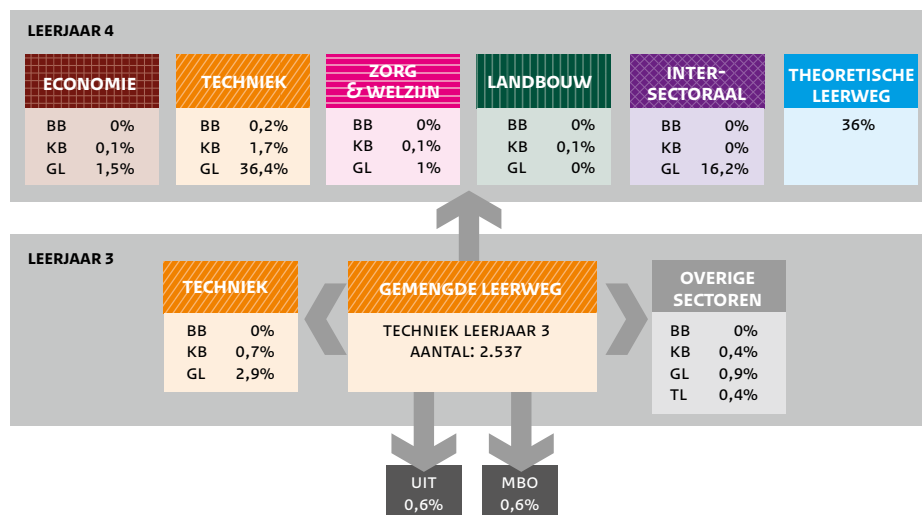 LEERJAAR 4
ECONOMIE
BB 0%
KB 0,1%
GL 1,5%
TECHNIEK
BB 0,2%
KB 1,7%
GL 36,4%
ZORG
& WELZIJN
BB 0%
KB 0,1%
GL 1%
LANDBOUW
BB 0%
KB 0,1%
GL 0%
INTER-
SECTORAAL
BB 0%
KB 0%
GL 16,2%
THEORETISCHE
LEERWEG
36%
LEERJAAR 3
TECHNIEK
BB 0%
KB 0,7%
GL 2,9%
GEMENGDE LEERWEG
TECHNIEK LEERJAAR 3
AANTAL: 2.537
OVERIGE
SECTOREN
BB 0%
KB 0,4%
GL 0,9%
TL 0,4%
UIT
0,6%
MBO
0,6%